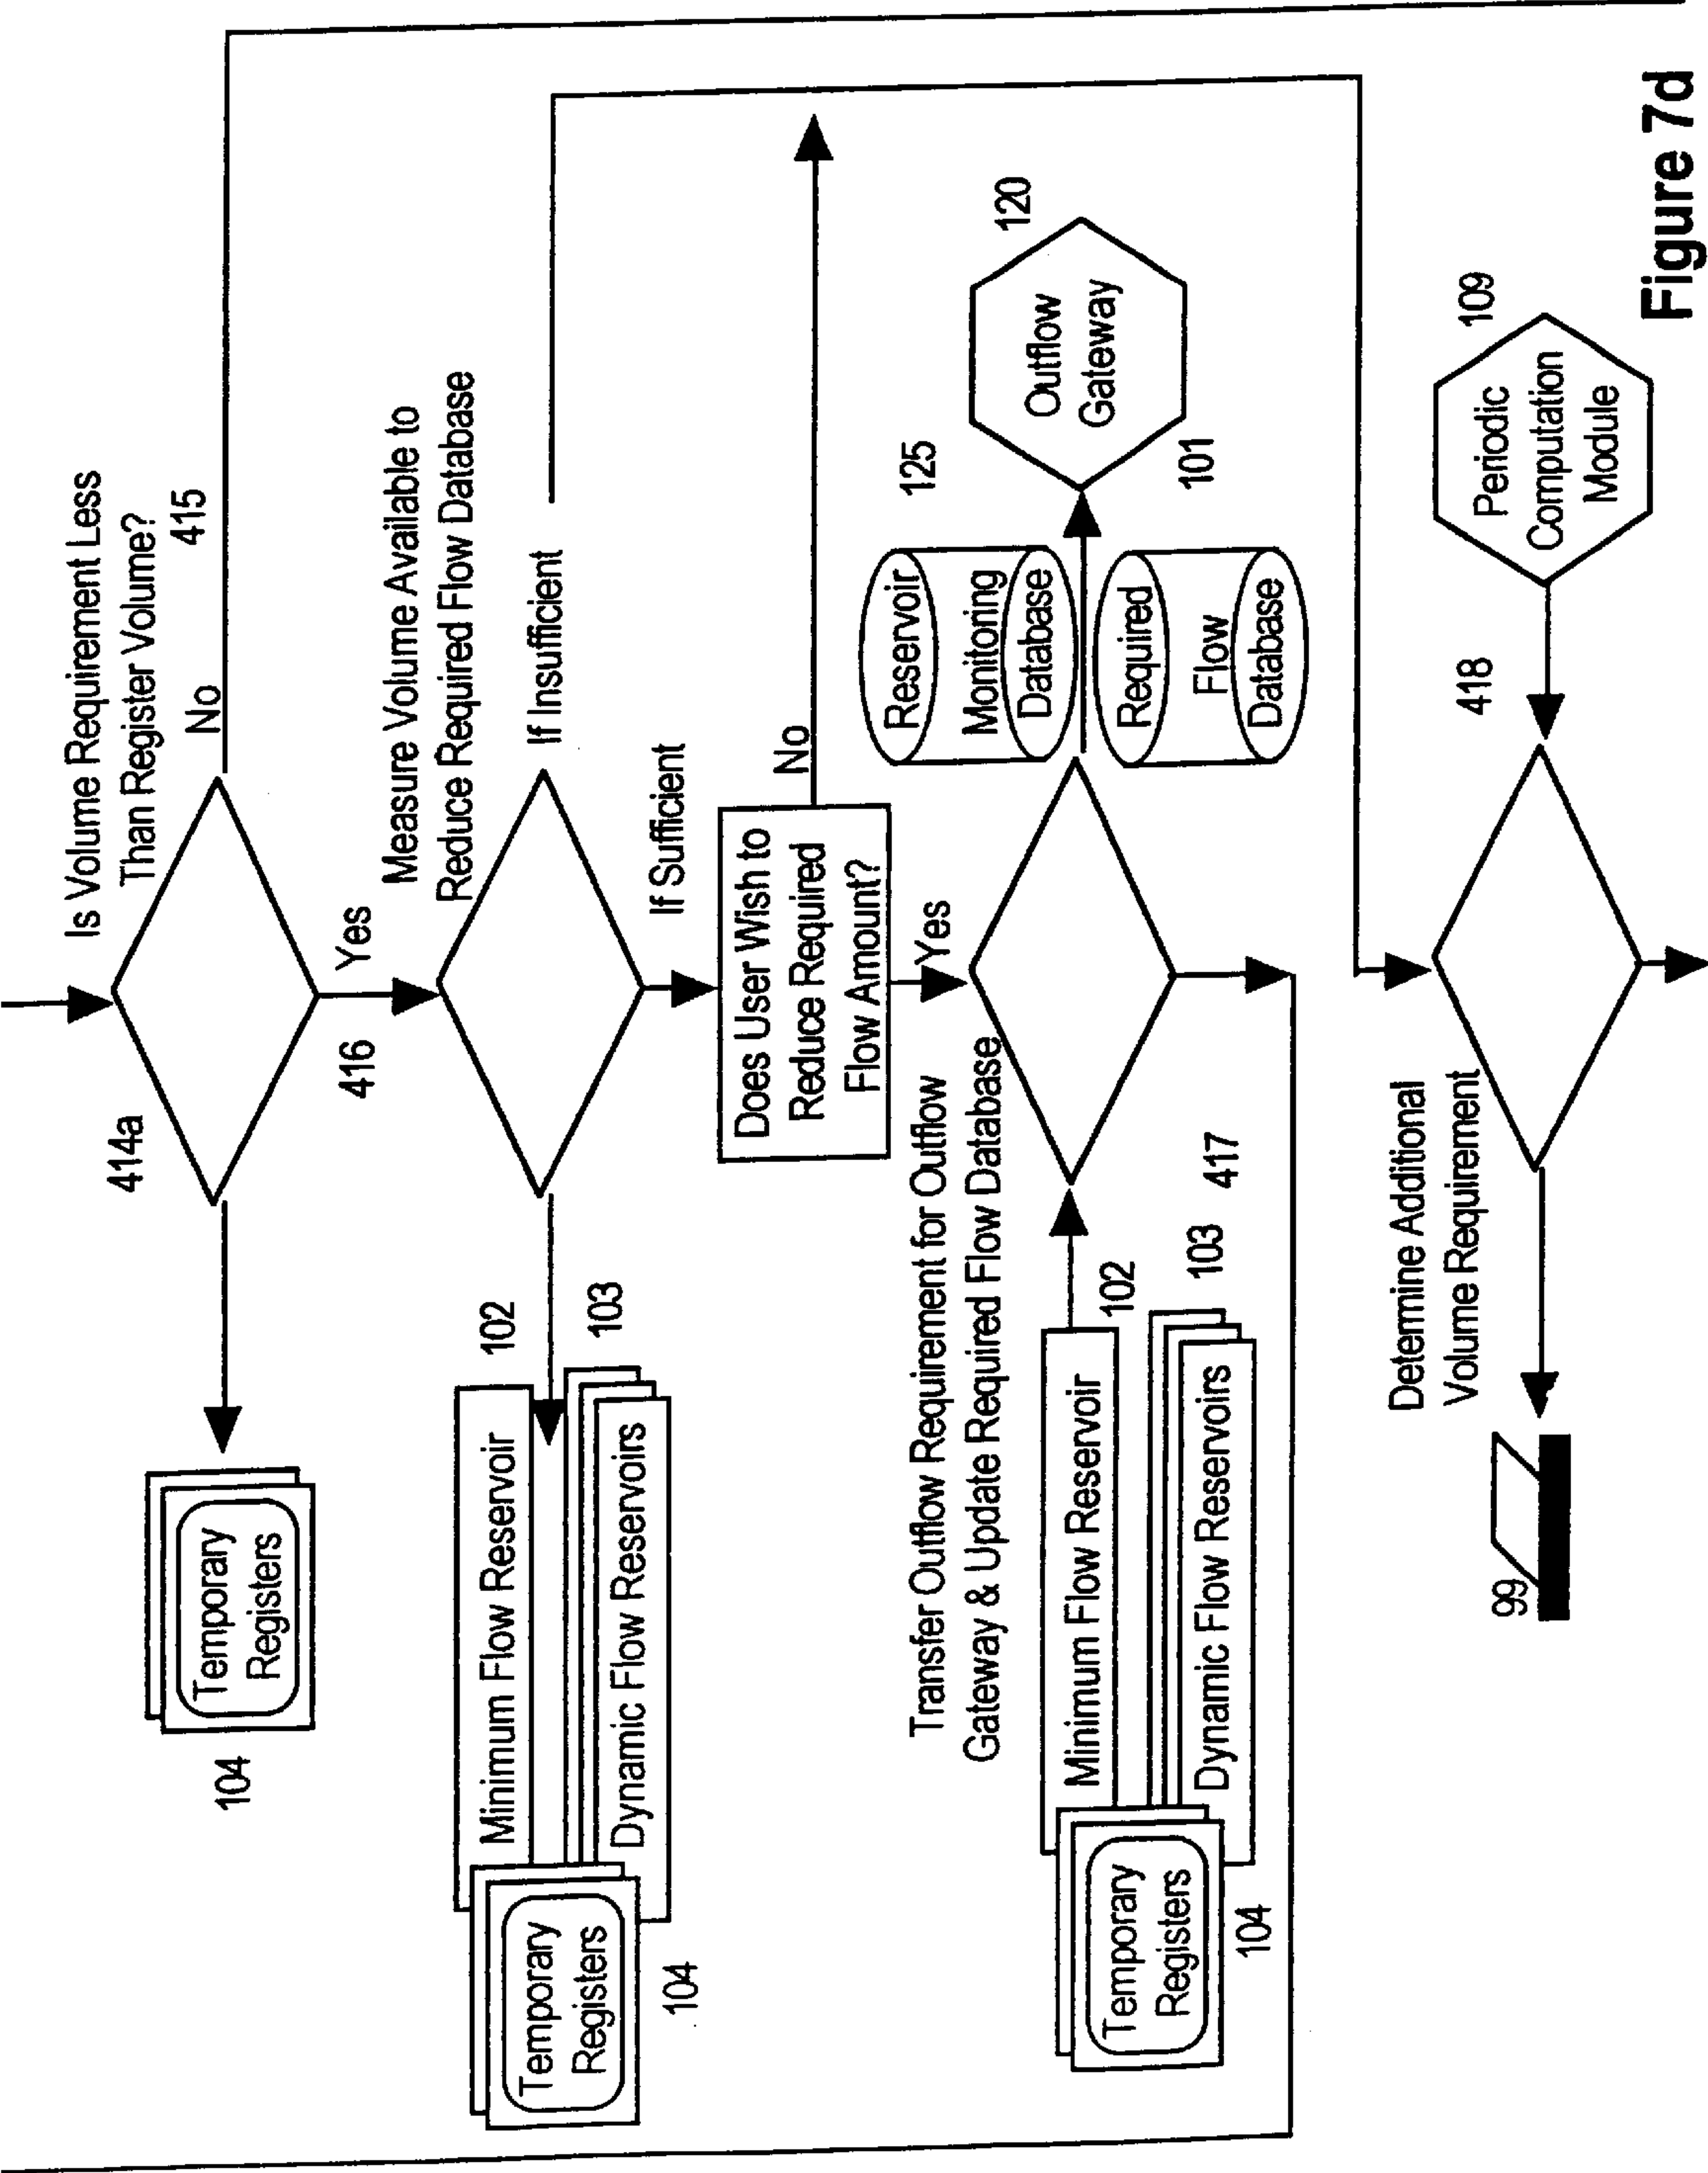 Is Volume Requirement Less
Than Register Volume?
415
No
414a
Temporary
Registers
104
Yes
416
Measure Volume Available to
Reduce Required Flow Database
If Insufficient
102
Minimum Flow Reservoir
103
Dynamic Flow Reservoirs
Temporary
Registers
104
If Sufficient
Does User Wish to
Reduce Required
Flow Amount?
No
Yes
Transfer Outflow Requirement for Outflow
Gateway & Update Required Flow Database
417
102
Minimum Flow Reservoir
103
Dynamic Flow Reservoirs
Temporary
Registers
104
125
Reservoir
Monitoring
Database
Required
Flow
Database
101
120
Outflow
Gateway
Determine Additional
Volume Requirement
99
418
109
Periodic
Computation
Module
Figure 7d